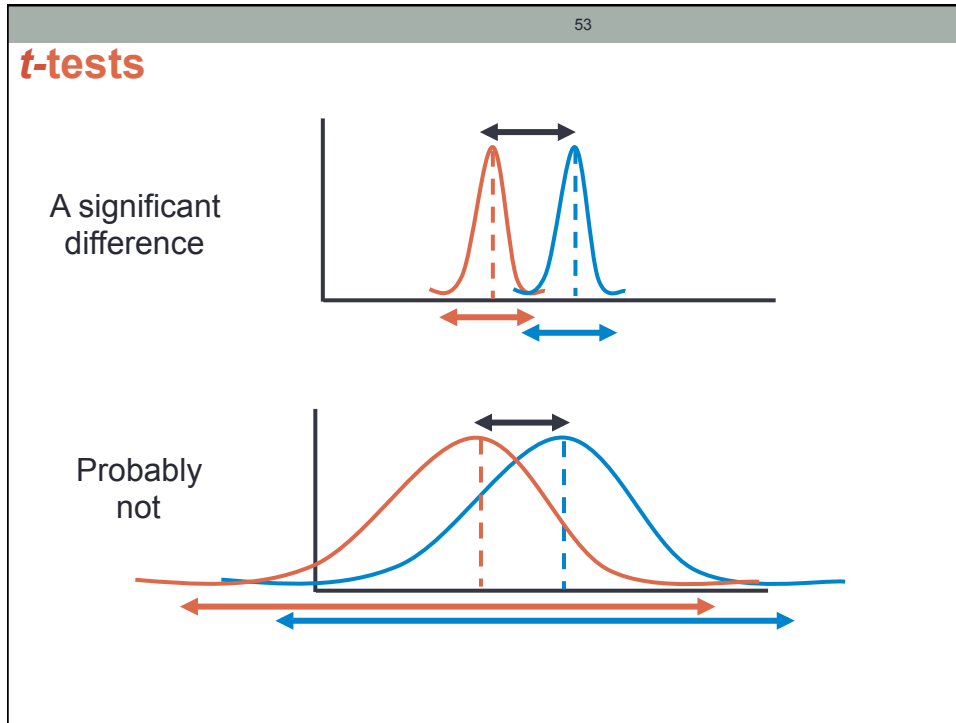 53
t-tests
A significant
difference
Probably
not